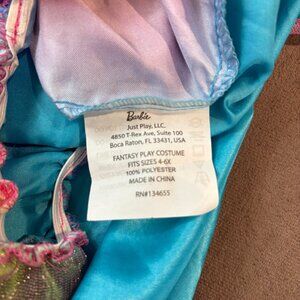 Barbie
Just Play, LLC.
4850 T-Rex Ave, Suite 100
Boca Raton, FL 33431, USA
FANTASY PLAY COSTUME
FITS SIZES 4-6X
100% POLYESTER
MADE IN CHINA
RN#134655